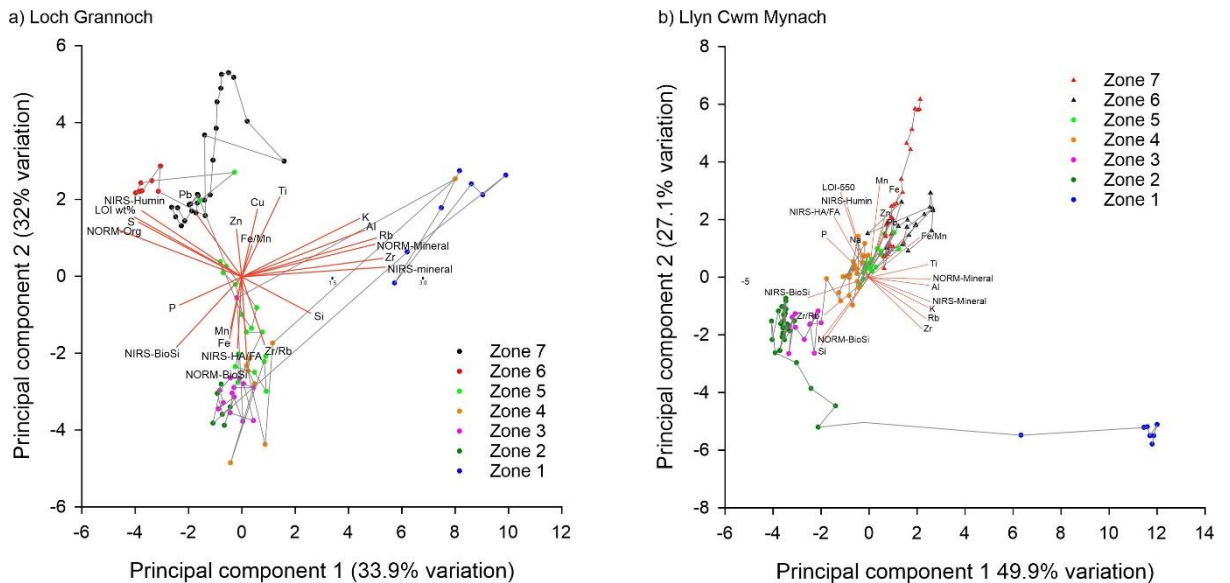 a) Loch Grannoch
6
4
2
0
-2
-4
-6
-6
-4
-2
0
2
4
6
8
10
12
Principal component 2 (32% variation)
Principal component 1 (33.9% variation)
Pb
NIRS-Humin
LOI wt%
S
NORM-Org
Ti
Cu
Zn
Fe/Mn
K
Al
Rb
NORM-Mineral
Zr
NIRS-mineral
1.5
3.0
P
Si
Mn
Fe
NIRS-BioSi
NIRS-HA/FA
Zr/Rb
NORM-BioSi
Zone 7
Zone 6
Zone 5
Zone 4
Zone 3
Zone 2
Zone 1
b) Llyn Cwm Mynach
8
6
4
2
0
-2
-4
-6
-8
-6
-4
-2
0
2
4
6
8
10
12
14
Principal component 2 (27.1% variation)
Principal component 1 49.9% variation)
Zone 7
Zone 6
Zone 5
Zone 4
Zone 3
Zone 2
Zone 1
Mn
LOI-550
Fe
NIRS-Humin
NIRS-HA/FA
Zn
Pb
P
Na
Fe/Mn
Ti
-5
NORM-Mineral
Al
NIRS-BioSi
NIRS-Mineral
K
Zr/Rb
Rb
Zr
NORM-BioSi
Si